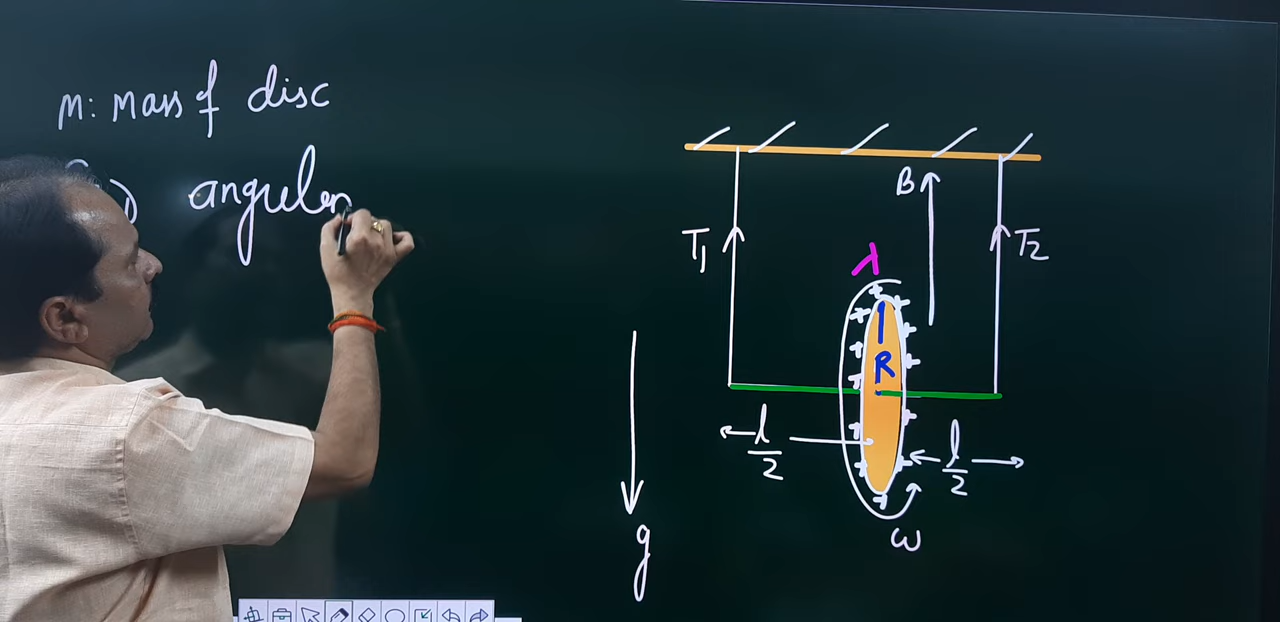 M: Mass of disc
angular
T₁
B
T₂
λ
R
l/2
l/2
ω
g